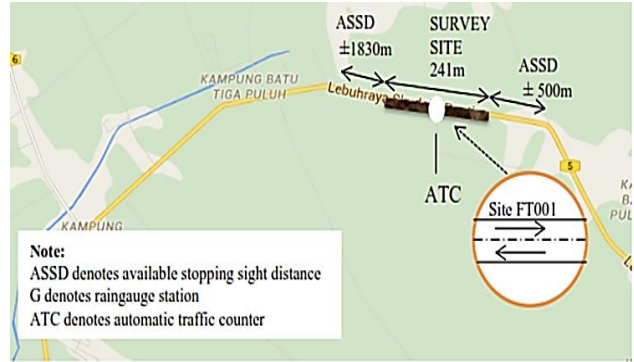 6
ASSD
±1830m
SURVEY
SITE
241m
ASSD
± 500m
KAMPUNG BATU
TIGA PULUH
Lebuhraya
5
ATC
Site FT001
KAMPUNG
Note:
ASSD denotes available stopping sight distance
G denotes raingauge station
ATC denotes automatic traffic counter